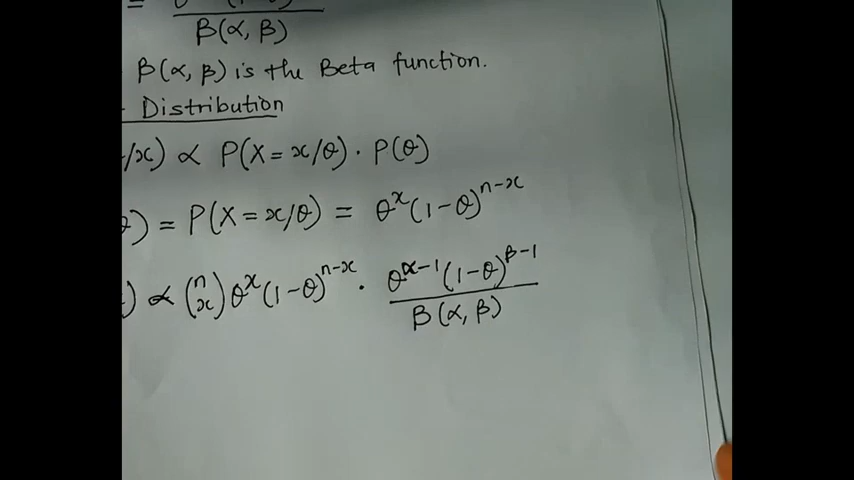 =
β(α, β)
β(α, β) is the Beta function.
- Distribution
/x) ∝ P(X = x/θ) · P(θ)
θ) = P(X = x/θ) = θ^x (1-θ)^{n-x}
) ∝ (n x) θ^x (1-θ)^{n-x} · θ^{α-1} (1-θ)^{β-1}
β(α, β)